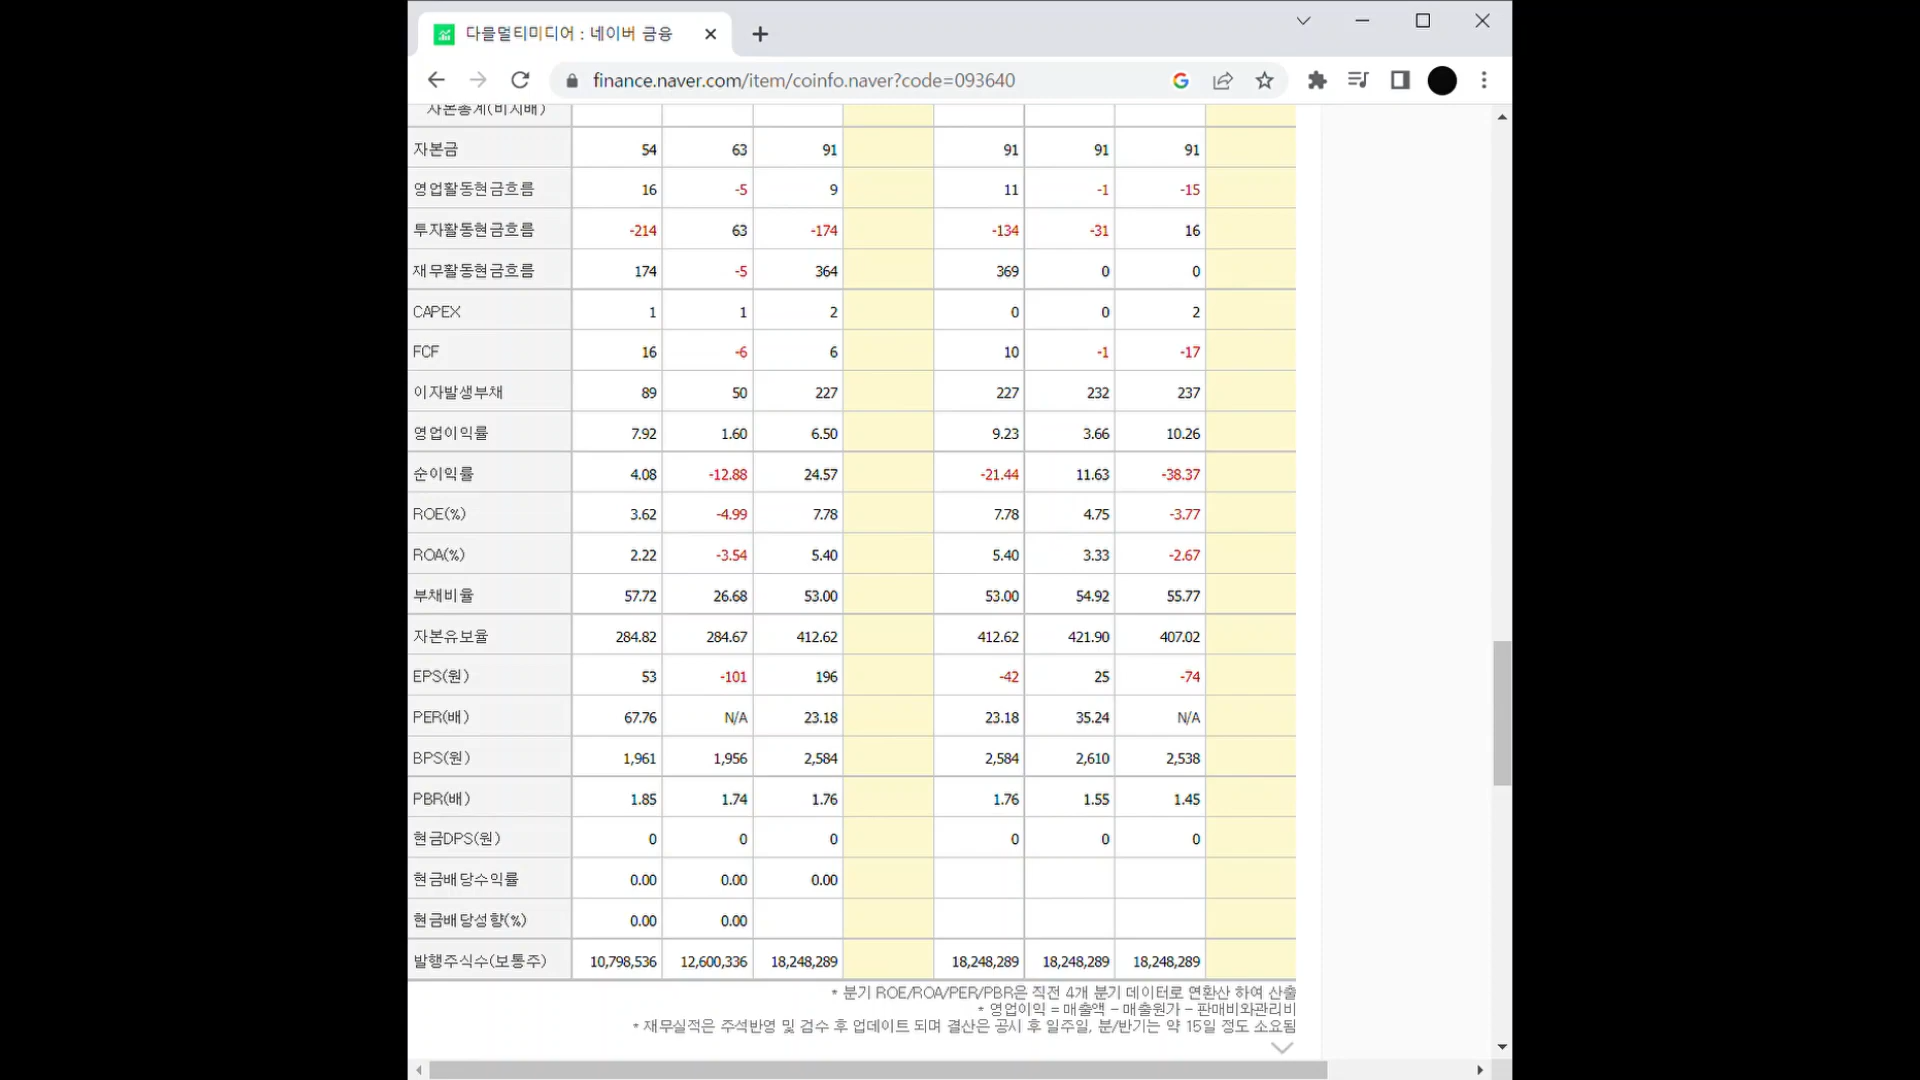 다믈멀티미디어 : 네이버 금융
finance.naver.com/item/coinfo.naver?code=093640
자본총계(비지배)
자본금 54 63 91 91 91 91
영업활동현금흐름 16 -5 9 11 -1 -15
투자활동현금흐름 -214 63 -174 -134 -31 16
재무활동현금흐름 174 -5 364 369 0 0
CAPEX 1 1 2 0 0 2
FCF 16 -6 6 10 -1 -17
이자발생부채 89 50 227 227 232 237
영업이익률 7.92 1.60 6.50 9.23 3.66 10.26
순이익률 4.08 -12.88 24.57 -21.44 11.63 -38.37
ROE(%) 3.62 -4.99 7.78 7.78 4.75 -3.77
ROA(%) 2.22 -3.54 5.40 5.40 3.33 -2.67
부채비율 57.72 26.68 53.00 53.00 54.92 55.77
자본유보율 284.82 284.67 412.62 412.62 421.90 407.02
EPS(원) 53 -101 196 -42 25 -74
PER(배) 67.76 N/A 23.18 23.18 35.24 N/A
BPS(원) 1,961 1,956 2,584 2,584 2,610 2,538
PBR(배) 1.85 1.74 1.76 1.76 1.55 1.45
현금DPS(원) 0 0 0 0 0 0
현금배당수익률 0.00 0.00 0.00
현금배당성향(%) 0.00 0.00
발행주식수(보통주) 10,798,536 12,600,336 18,248,289 18,248,289 18,248,289 18,248,289
* 분기 ROE/ROA/PER/PBR은 직전 4개 분기 데이터로 연환산 하여 산출
* 영업이익 = 매출액 - 매출원가 - 판매비와관리비
* 재무실적은 주석반영 및 검수 후 업데이트 되며 결산은 공시 후 일주일, 분/반기는 약 15일 정도 소요됨